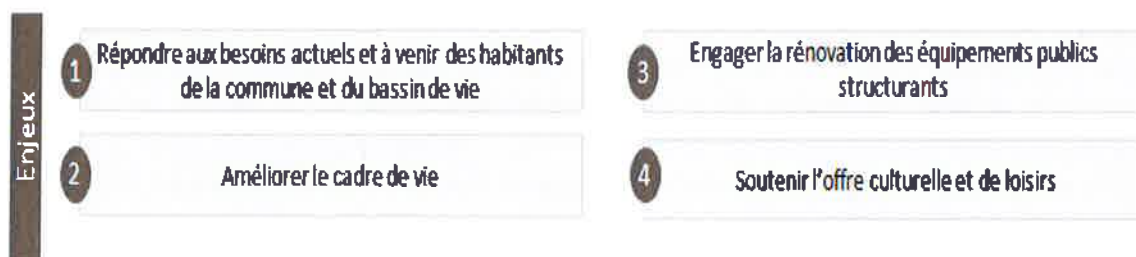 Enjeux
1
Répondre aux besoins actuels et à venir des habitants
de la commune et du bassin de vie
2
Améliorer le cadre de vie
3
Engager la rénovation des équipements publics
structurants
4
Soutenir l'offre culturelle et de loisirs